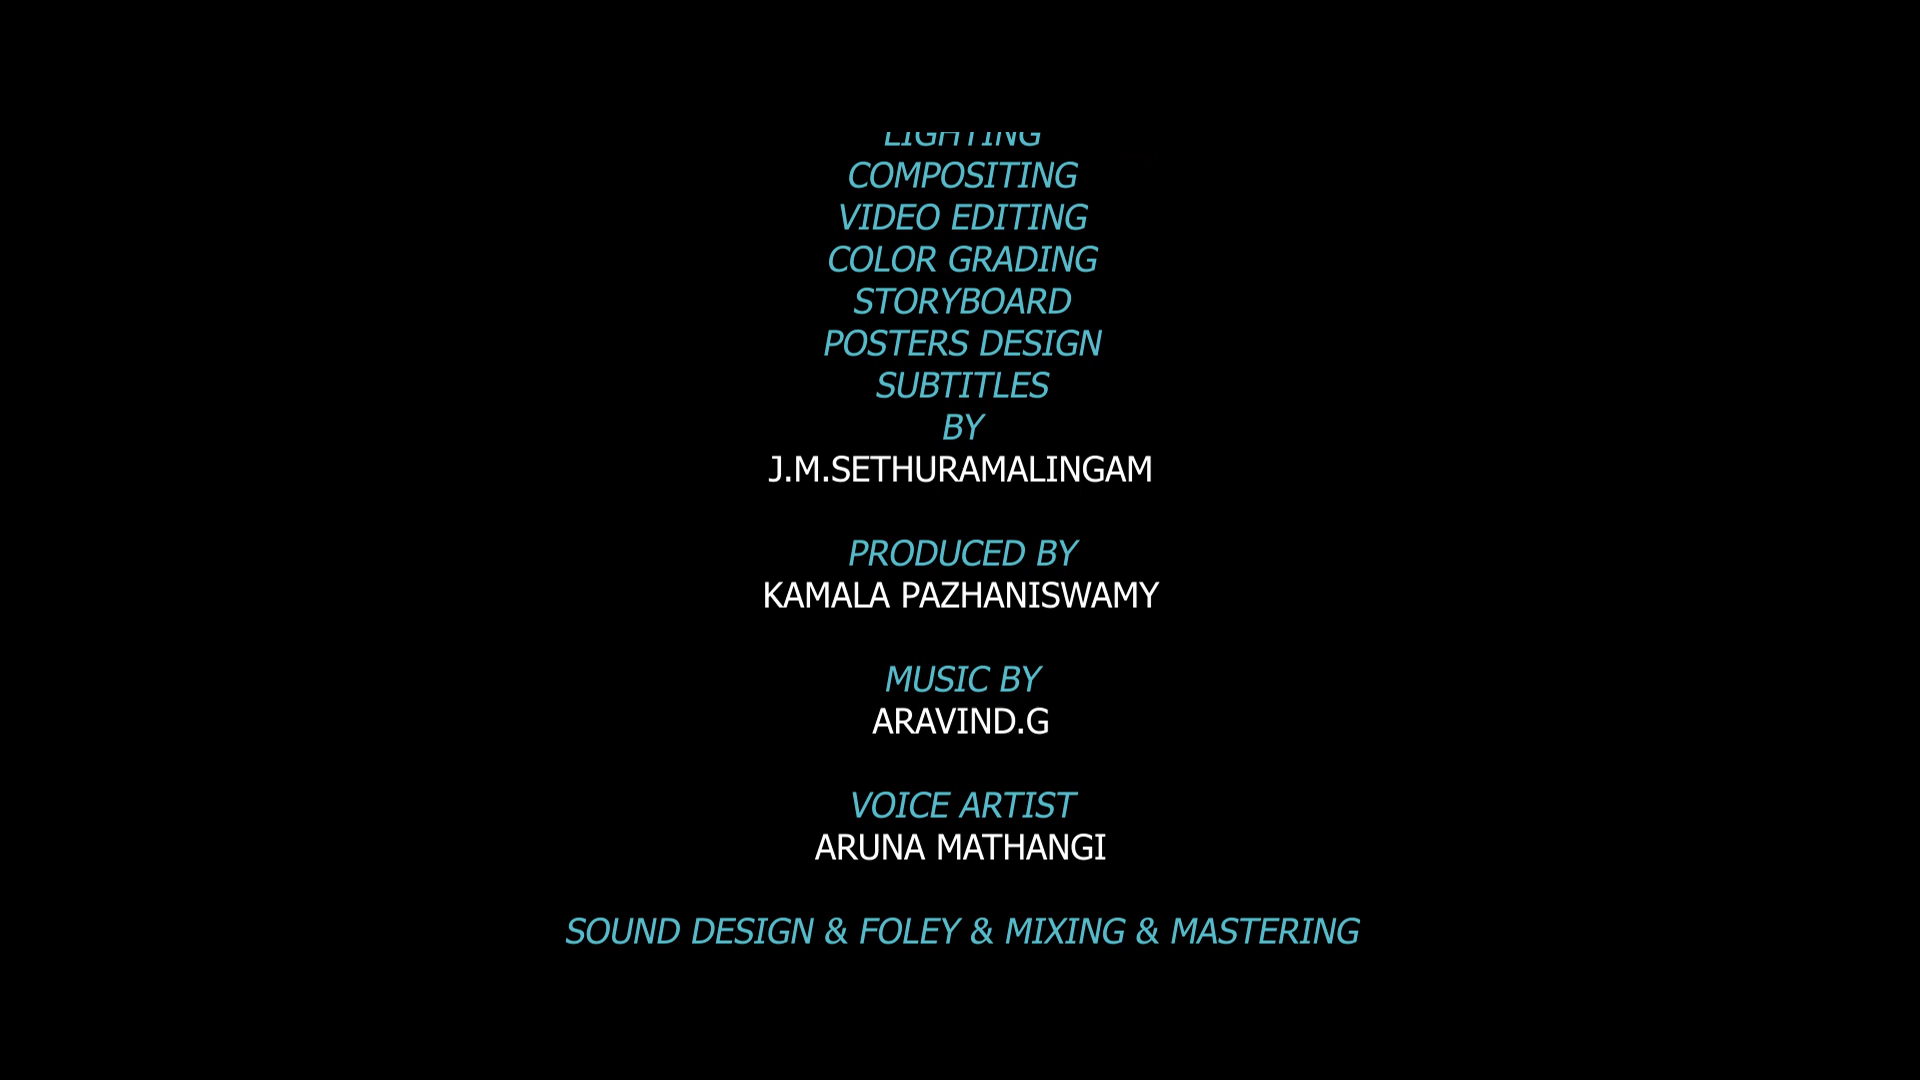 LIGHTING
COMPOSITING
VIDEO EDITING
COLOR GRADING
STORYBOARD
POSTERS DESIGN
SUBTITLES
BY
J.M.SETHURAMALINGAM
PRODUCED BY
KAMALA PAZHANISWAMY
MUSIC BY
ARAVIND.G
VOICE ARTIST
ARUNA MATHANGI
SOUND DESIGN & FOLEY & MIXING & MASTERING